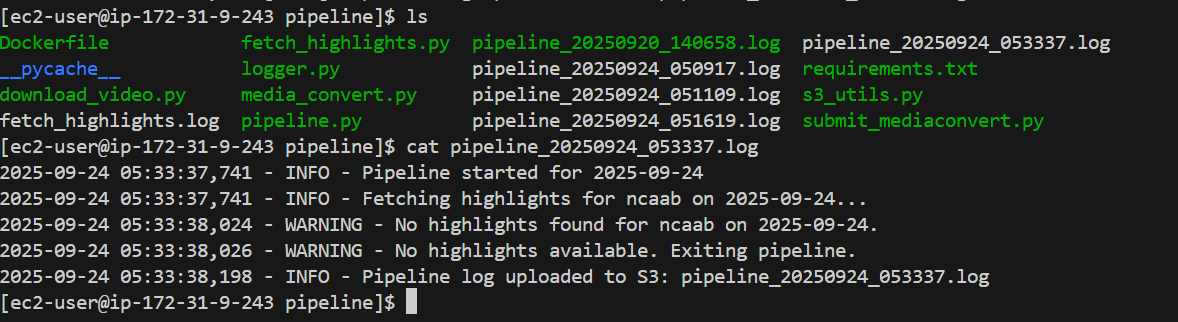 [ec2-user@ip-172-31-9-243 pipeline]$ ls
Dockerfile fetch_highlights.py pipeline_20250920_140658.log pipeline_20250924_053337.log
__pycache__ logger.py pipeline_20250924_050917.log requirements.txt
download_video.py media_convert.py pipeline_20250924_051109.log s3_utils.py
fetch_highlights.log pipeline.py pipeline_20250924_051619.log submit_mediaconvert.py
[ec2-user@ip-172-31-9-243 pipeline]$ cat pipeline_20250924_053337.log
2025-09-24 05:33:37,741 - INFO - Pipeline started for 2025-09-24
2025-09-24 05:33:37,741 - INFO - Fetching highlights for ncaab on 2025-09-24...
2025-09-24 05:33:38,024 - WARNING - No highlights found for ncaab on 2025-09-24.
2025-09-24 05:33:38,026 - WARNING - No highlights available. Exiting pipeline.
2025-09-24 05:33:38,198 - INFO - Pipeline log uploaded to S3: pipeline_20250924_053337.log
[ec2-user@ip-172-31-9-243 pipeline]$